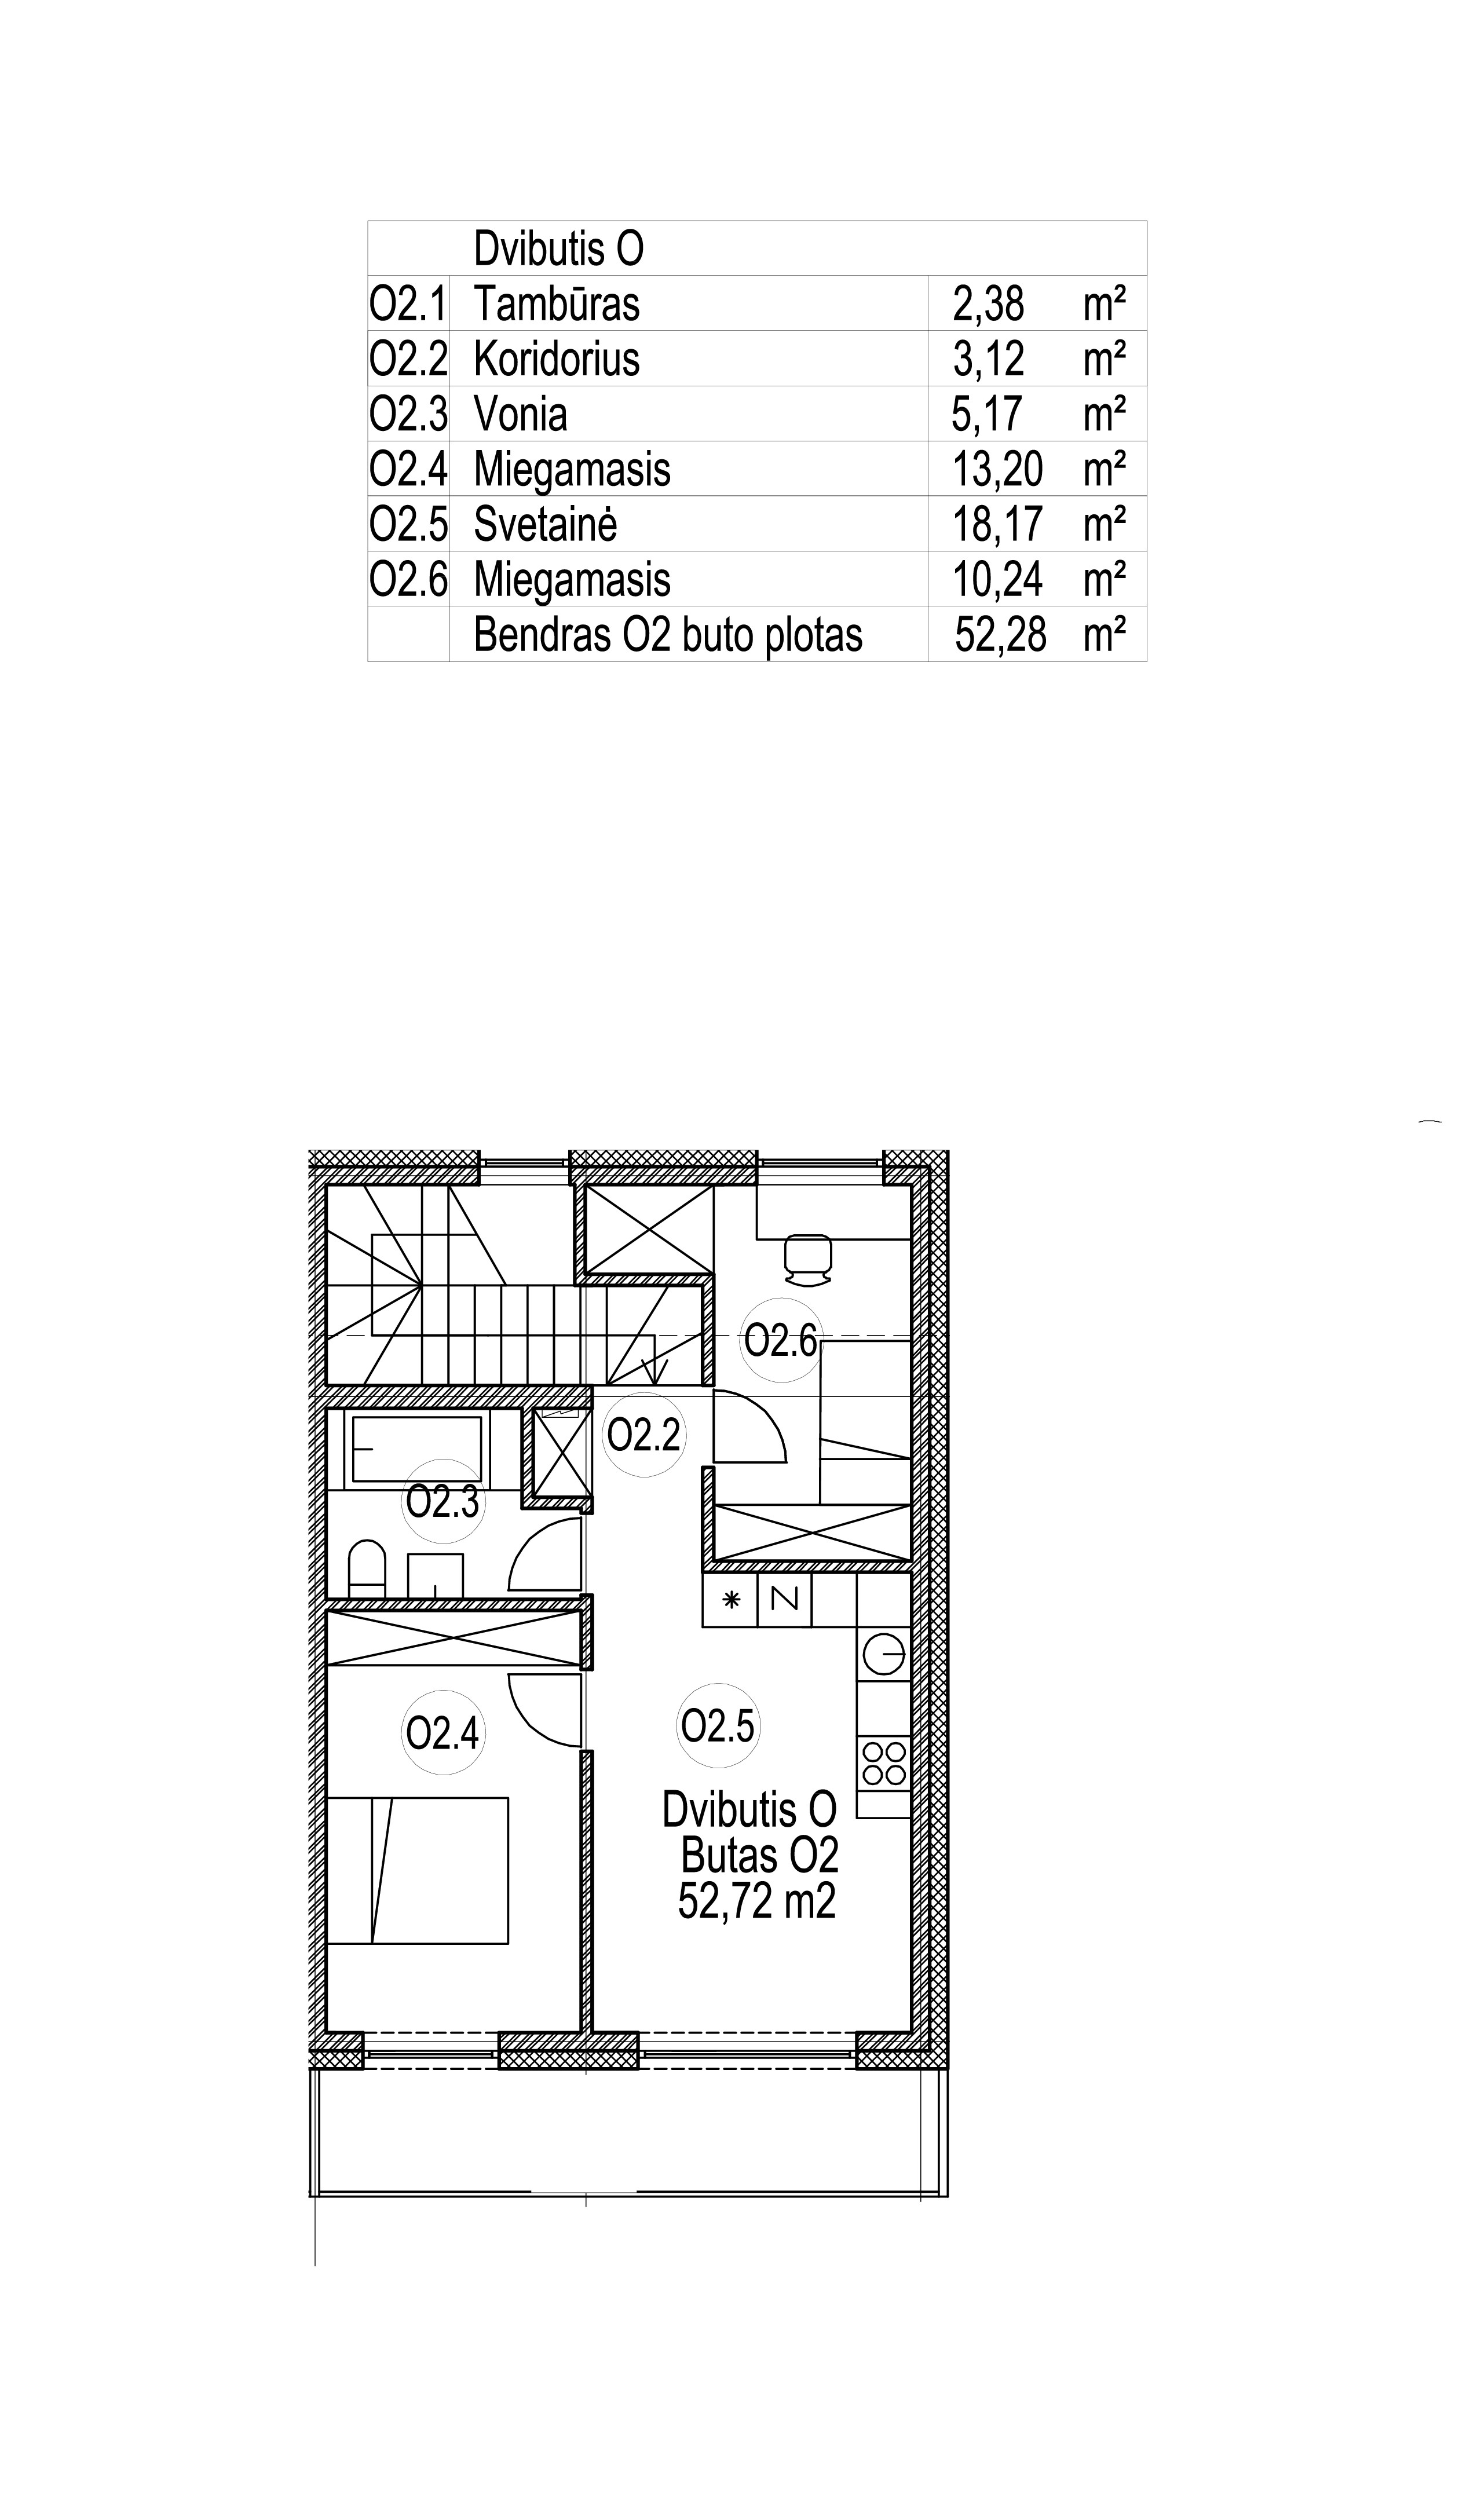 Dvibutis O
O2.1 Tambūras 2,38 m²
O2.2 Koridorius 3,12 m²
O2.3 Vonia 5,17 m²
O2.4 Miegamasis 13,20 m²
O2.5 Svetainė 18,17 m²
O2.6 Miegamasis 10,24 m²
Bendras O2 buto plotas 52,28 m²
O2.6
O2.2
O2.3
N
O2.5
O2.4
Dvibutis O
Butas O2
52,72 m2